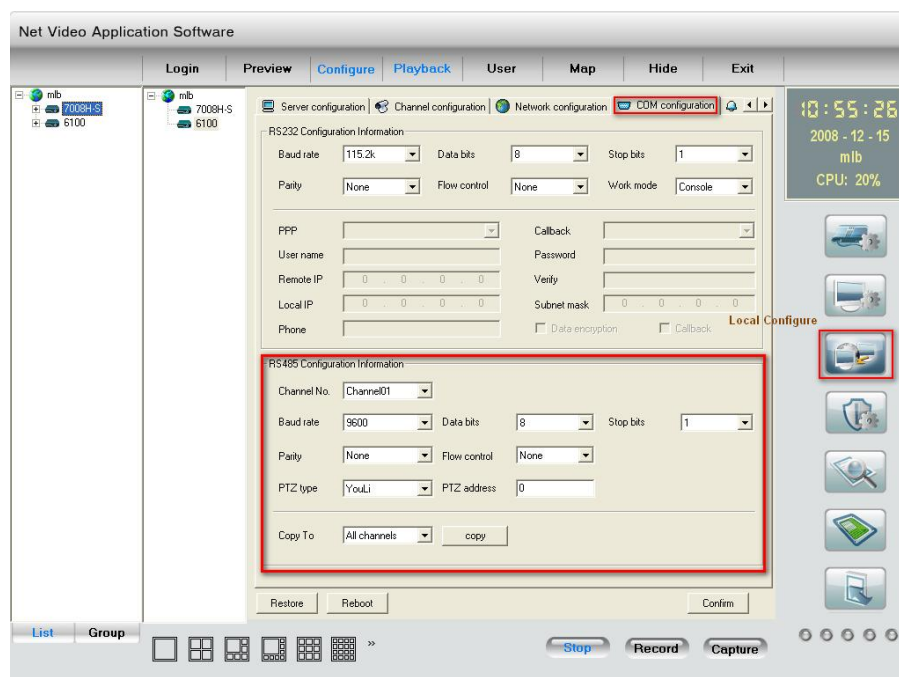 Net Video Application Software
Login Preview Configure Playback User Map Hide Exit
mlb
7008H-S
6100
mlb
7008H-S
6100
Server configuration Channel configuration Network configuration COM configuration
10:55:26
2008 - 12 - 15
mlb
CPU: 20%
RS232 Configuration Information
Baud rate 115.2k Data bits 8 Stop bits 1
Parity None Flow control None Work mode Console
PPP Callback
User name Password
Remote IP 0 . 0 . 0 . 0 Verify
Local IP 0 . 0 . 0 . 0 Subnet mask 0 . 0 . 0 . 0
Phone Data encryption Callback
Local Configure
RS485 Configuration Information
Channel No. Channel01
Baud rate 9600 Data bits 8 Stop bits 1
Parity None Flow control None
PTZ type YouLi PTZ address 0
Copy To All channels copy
Restore Reboot Confirm
List Group
» Stop Record Capture